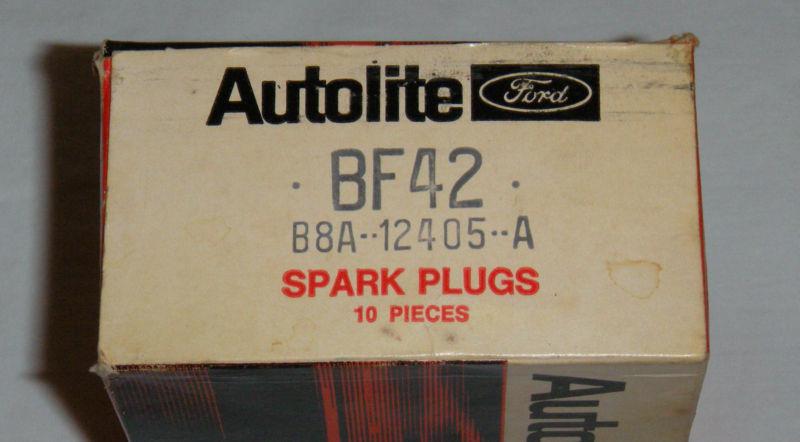 Autolite Ford
· BF42 ·
B8A--12405--A
SPARK PLUGS
10 PIECES
Auto